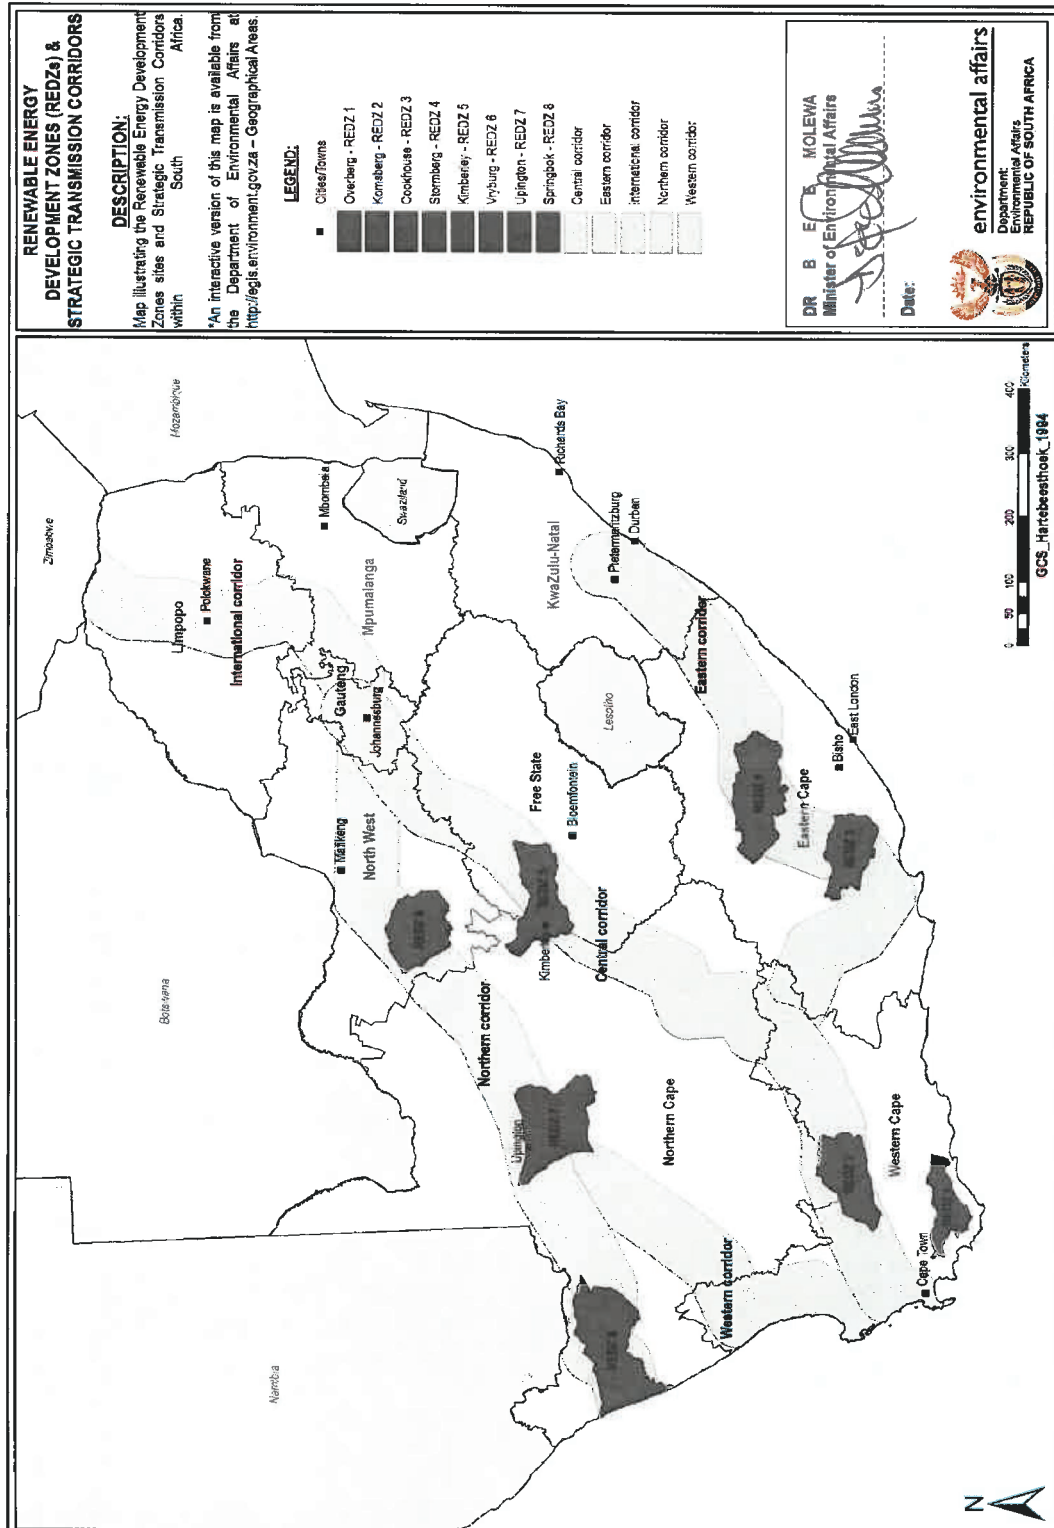 RENEWABLE ENERGY
DEVELOPMENT ZONES (REDZs) &
STRATEGIC TRANSMISSION CORRIDORS
DESCRIPTION:
Map illustrating the Renewable Energy Development
Zones sites and Strategic Transmission Corridors
within South Africa.
*An interactive version of this map is available from
the Department of Environmental Affairs at
http://egis.environment.gov.za – Geographical Areas.
LEGEND:
Cities/Towns
Overberg - REDZ 1
Komsberg - REDZ 2
Cookhouse - REDZ 3
Stormberg - REDZ 4
Kimberley - REDZ 5
Vryburg - REDZ 6
Upington - REDZ 7
Springbok - REDZ 8
Central corridor
Eastern corridor
International corridor
Northern corridor
Western corridor
DR B E E MOLEWA
Minister of Environmental Affairs
Date:
environmental affairs
Department:
Environmental Affairs
REPUBLIC OF SOUTH AFRICA
Zimbabwe
Mozambique
Botswana
Namibia
Limpopo
Polokwane
International corridor
Mbombela
Mpumalanga
Swaziland
Gauteng
Johannesburg
Mafikeng
North West
Free State
Bloemfontein
Lesotho
KwaZulu-Natal
Richards Bay
Pietermaritzburg
Durban
Eastern corridor
Kimberley
Central corridor
Northern corridor
Upington
Northern Cape
Eastern Cape
East London
Bisho
Western corridor
Western Cape
Cape Town
N
0 50 100 200 300 400
Kilometers
GCS_Hartebeesthoek_1994